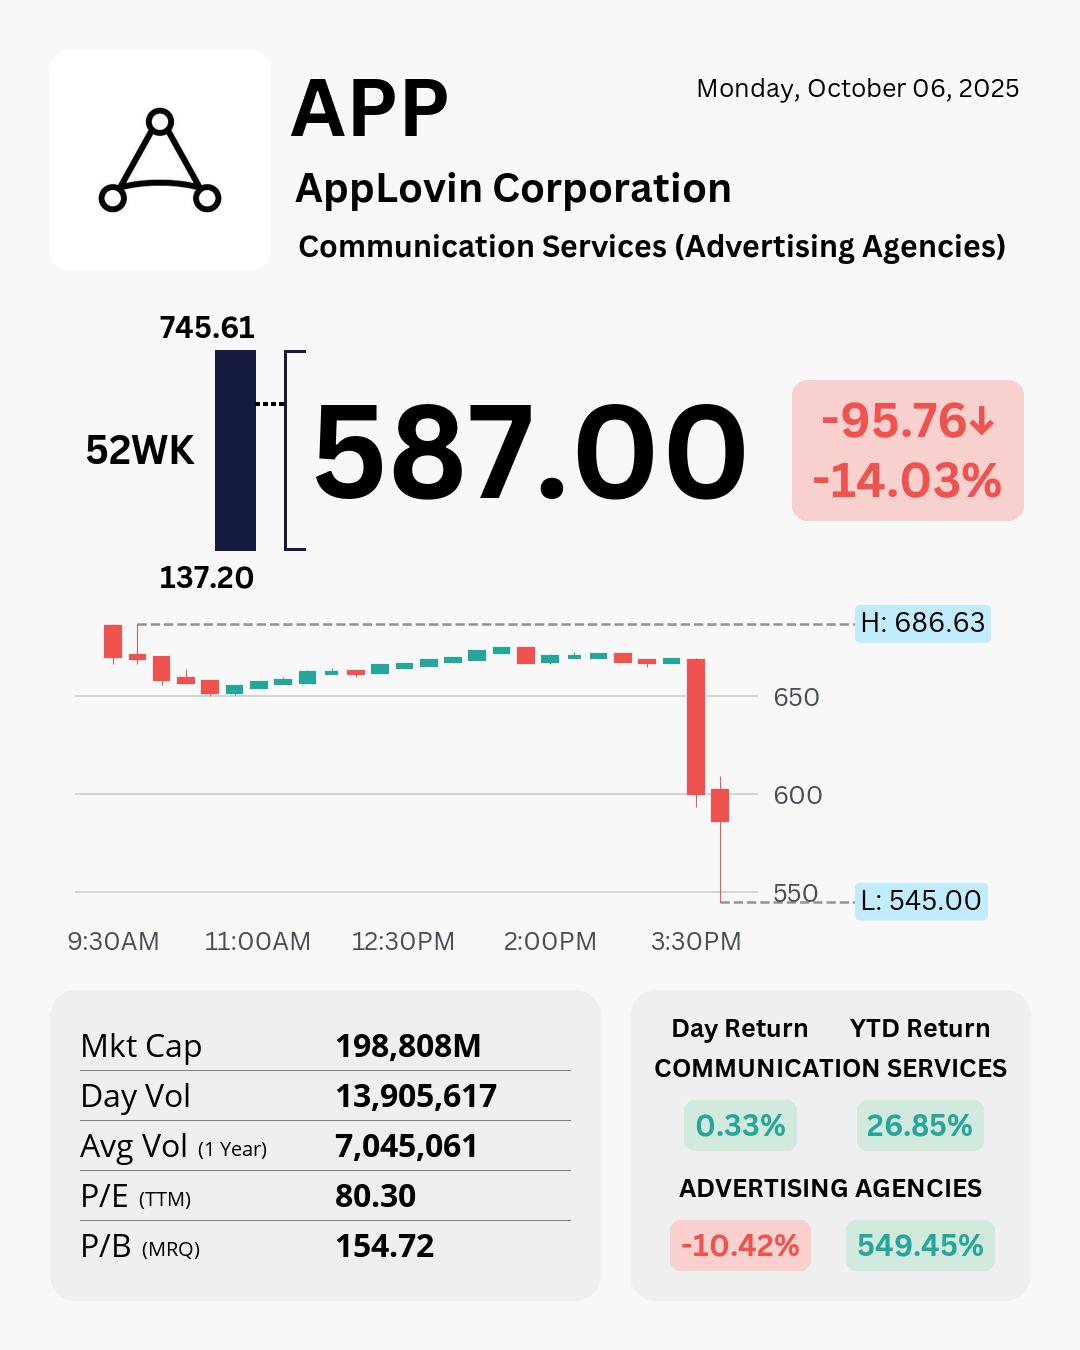 APP
Monday, October 06, 2025
AppLovin Corporation
Communication Services (Advertising Agencies)
745.61
52WK
587.00
-95.76↓
-14.03%
137.20
H: 686.63
650
600
550
L: 545.00
9:30AM 11:00AM 12:30PM 2:00PM 3:30PM
Mkt Cap 198,808M
Day Vol 13,905,617
Avg Vol (1 Year) 7,045,061
P/E (TTM) 80.30
P/B (MRQ) 154.72
Day Return YTD Return
COMMUNICATION SERVICES
0.33% 26.85%
ADVERTISING AGENCIES
-10.42% 549.45%